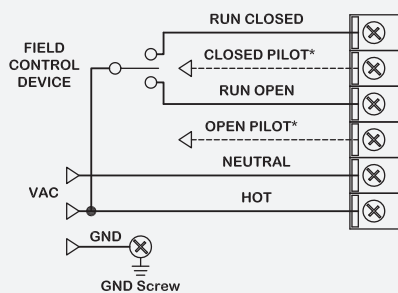 RUN CLOSED
FIELD
CONTROL
DEVICE
CLOSED PILOT*
RUN OPEN
OPEN PILOT*
NEUTRAL
VAC
HOT
GND
GND Screw